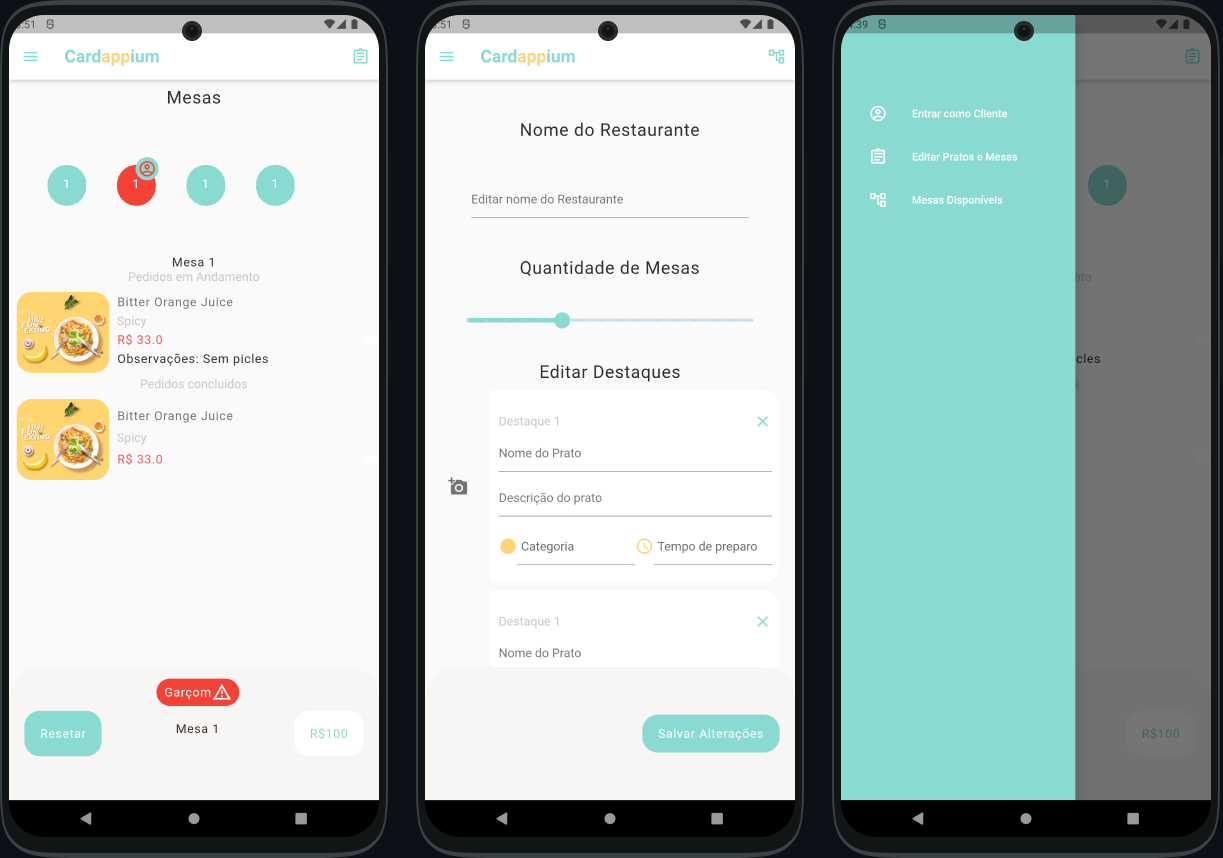 :51
Cardappium
Mesas
1
1
1
1
Mesa 1
Pedidos em Andamento
Bitter Orange Juice
Spicy
R$ 33.0
Observações: Sem picles
Pedidos concluídos
Bitter Orange Juice
Spicy
R$ 33.0
Garçom
Mesa 1
Resetar
R$100
:51
Cardappium
Nome do Restaurante
Editar nome do Restaurante
Quantidade de Mesas
Editar Destaques
Destaque 1
Nome do Prato
Descrição do prato
Categoria
Tempo de preparo
Destaque 1
Nome do Prato
Salvar Alterações
:39
Entrar como Cliente
Editar Pratos e Mesas
Mesas Disponíveis
1
nto
cles
s
R$100